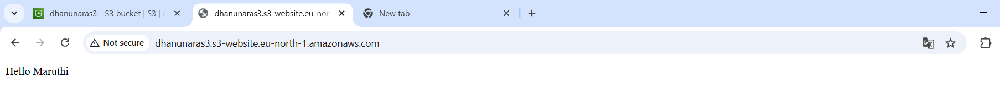 dhanunaras3 - S3 bucket | S3 |
dhanunaras3.s3-website.eu-nor
New tab
Not secure
dhanunaras3.s3-website.eu-north-1.amazonaws.com
Hello Maruthi